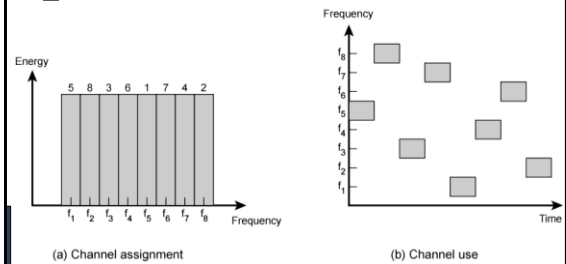 Energy
5 8 3 6 1 7 4 2
f1 f2 f3 f4 f5 f6 f7 f8
Frequency
(a) Channel assignment
Frequency
f8
f7
f6
f5
f4
f3
f2
f1
Time
(b) Channel use